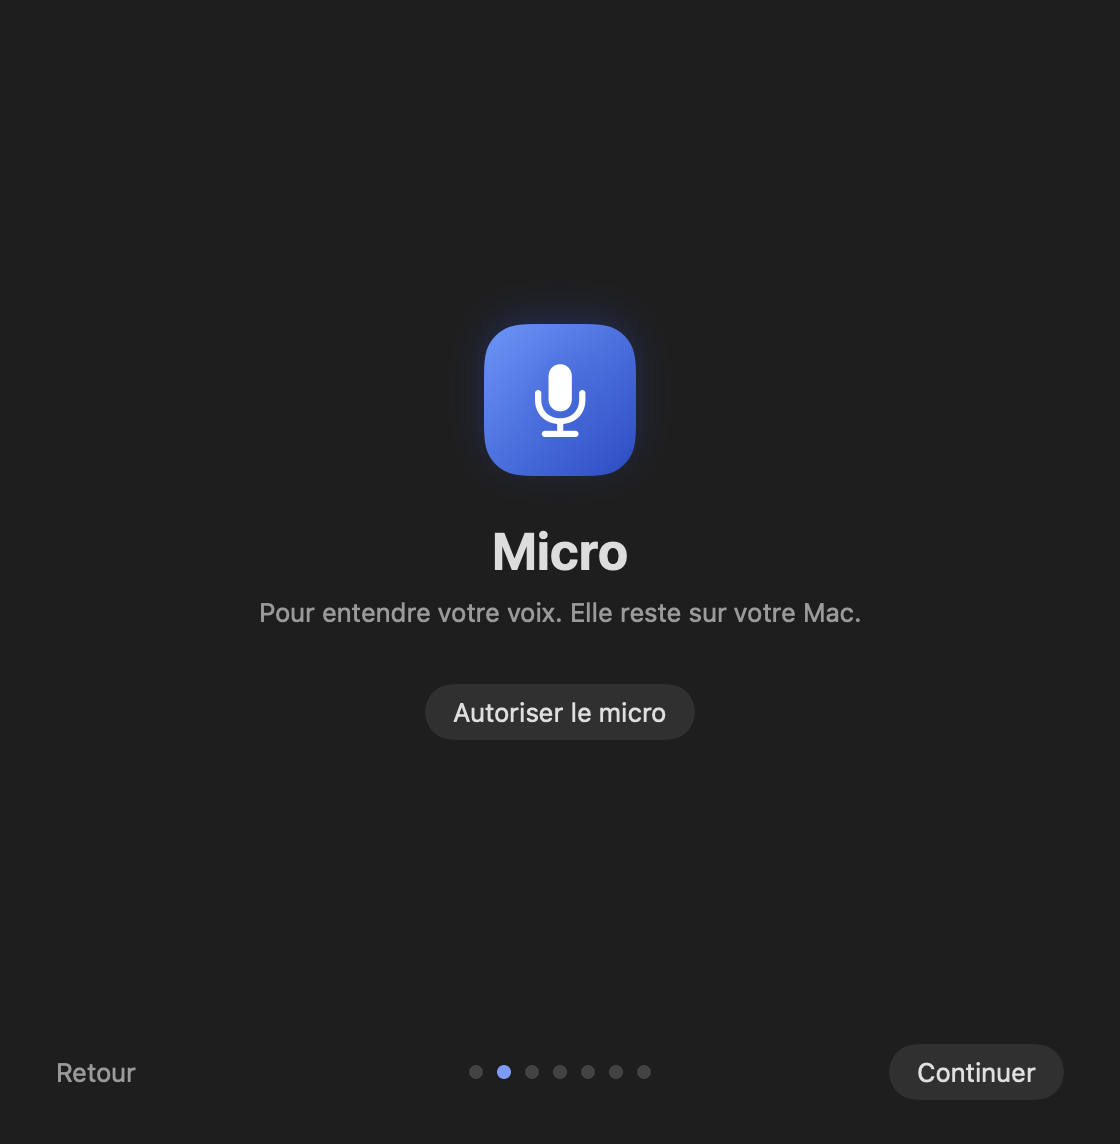 Micro
Pour entendre votre voix. Elle reste sur votre Mac.
Autoriser le micro
Retour
Continuer